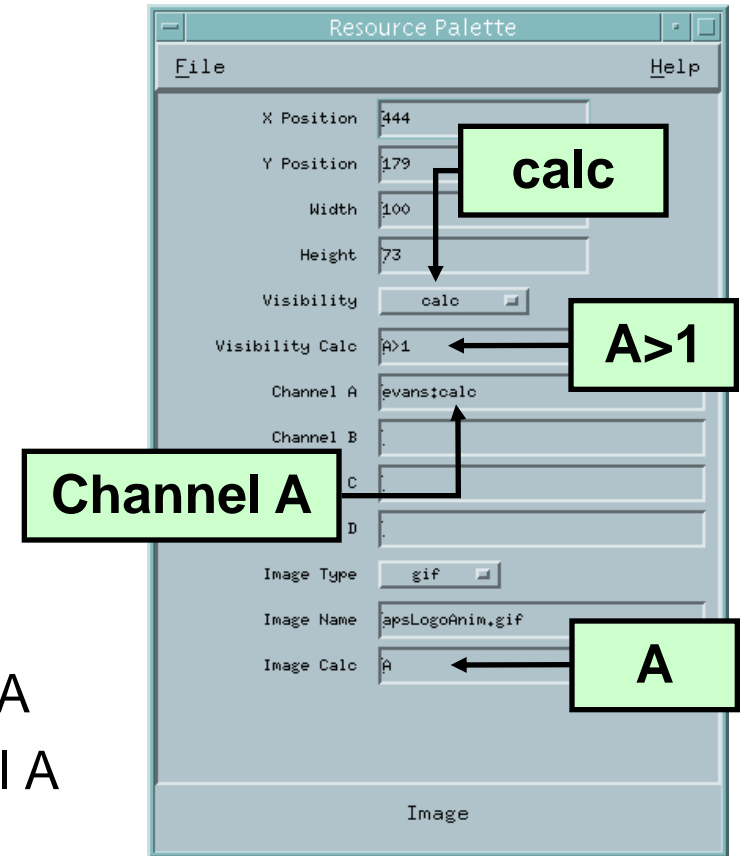 Resource Palette
File Help
X Position 444
Y Position 179
calc
Width 100
Height 73
Visibility calc
Visibility Calc A>1
A>1
Channel A evans:calc
Channel B
Channel A
C
D
Image Type gif
Image Name apsLogoAnim.gif
Image Calc A
A
A
l A
Image